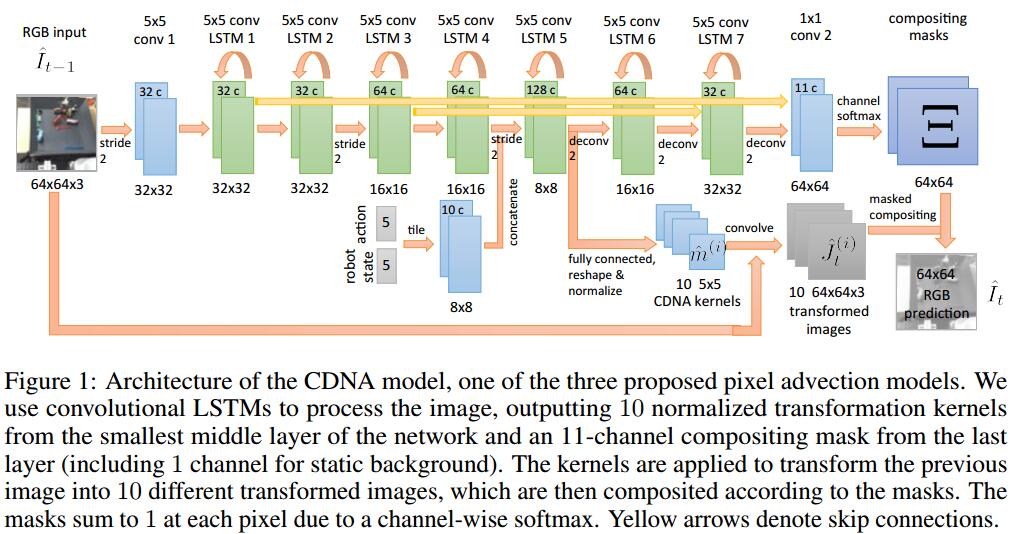 RGB input
Î_{t−1}
64x64x3
stride 2
5x5 conv 1
32 c
32x32
5x5 conv LSTM 1
32 c
32x32
5x5 conv LSTM 2
32 c
32x32
stride 2
5x5 conv LSTM 3
64 c
16x16
5x5 conv LSTM 4
64 c
16x16
stride 2
5x5 conv LSTM 5
128 c
8x8
deconv 2
5x5 conv LSTM 6
64 c
16x16
deconv 2
5x5 conv LSTM 7
32 c
32x32
deconv 2
1x1 conv 2
11 c
64x64
channel softmax
compositing masks
Ξ
64x64
robot state
action
5
5
tile
10 c
8x8
concatenate
fully connected, reshape & normalize
m̂^{(i)}
10 5x5 CDNA kernels
convolve
Ĵ_t^{(i)}
10 64x64x3 transformed images
masked compositing
64x64 RGB prediction
Î_t
Figure 1: Architecture of the CDNA model, one of the three proposed pixel advection models. We
use convolutional LSTMs to process the image, outputting 10 normalized transformation kernels
from the smallest middle layer of the network and an 11-channel compositing mask from the last
layer (including 1 channel for static background). The kernels are applied to transform the previous
image into 10 different transformed images, which are then composited according to the masks. The
masks sum to 1 at each pixel due to a channel-wise softmax. Yellow arrows denote skip connections.